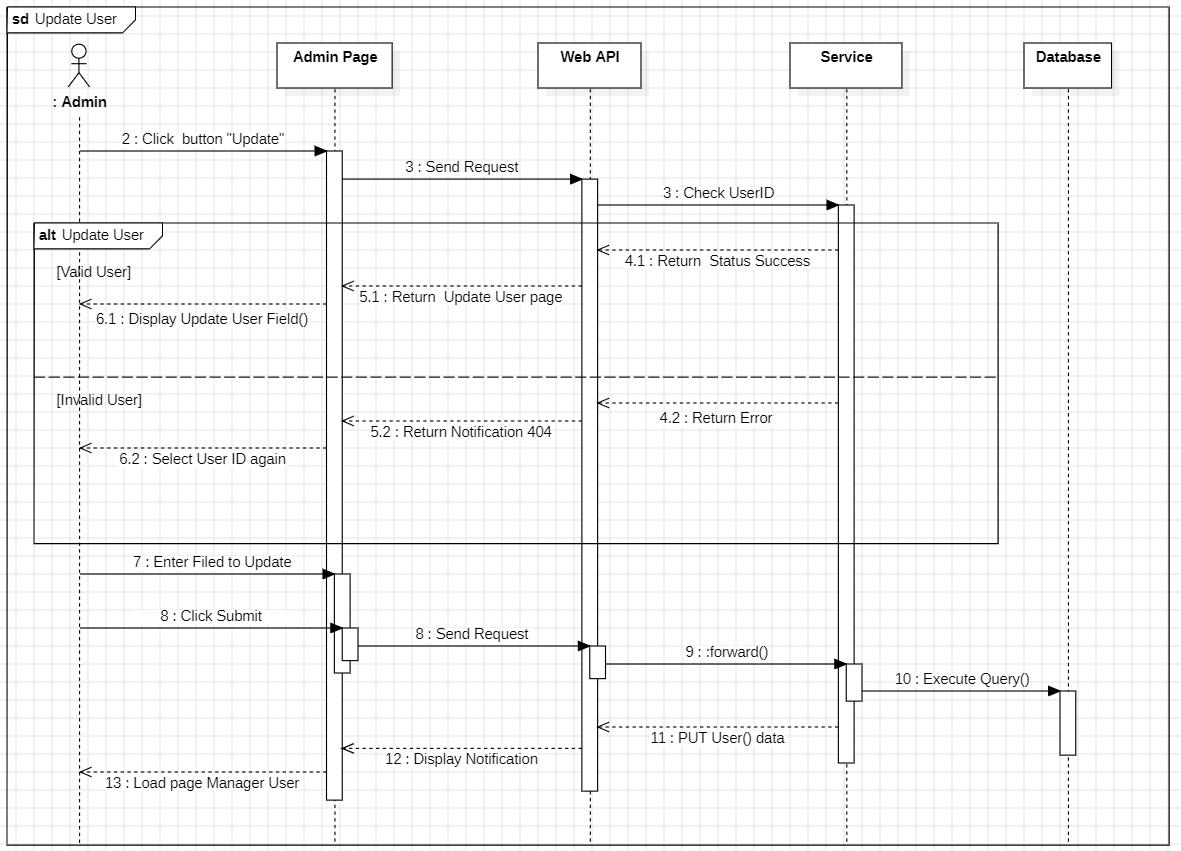 sd Update User
Admin Page
Web API
Service
Database
: Admin
2 : Click  button "Update"
3 : Send Request
3 : Check UserID
alt Update User
4.1 : Return  Status Success
[Valid User]
5.1 : Return  Update User page
6.1 : Display Update User Field()
[Invalid User]
4.2 : Return Error
5.2 : Return Notification 404
6.2 : Select User ID again
7 : Enter Filed to Update
8 : Click Submit
8 : Send Request
9 : :forward()
10 : Execute Query()
11 : PUT User() data
12 : Display Notification
13 : Load page Manager User